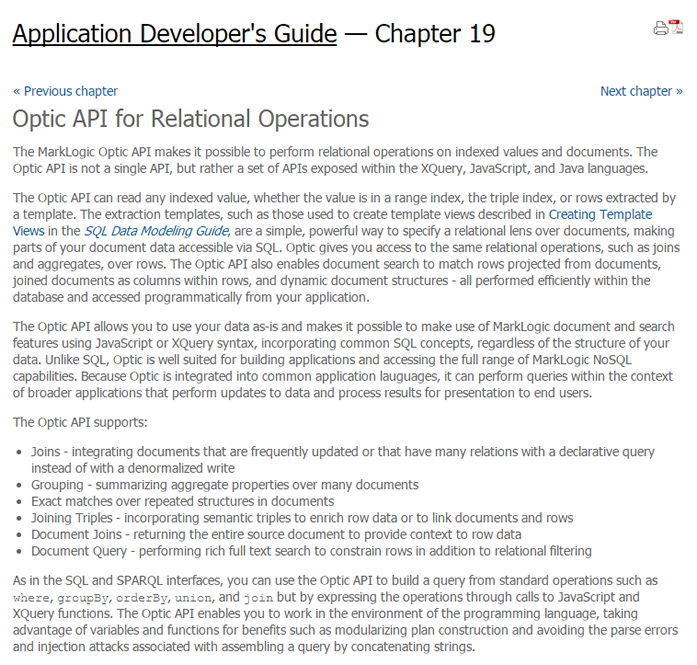 Application Developer's Guide — Chapter 19
« Previous chapter
Next chapter »
Optic API for Relational Operations
The MarkLogic Optic API makes it possible to perform relational operations on indexed values and documents. The
Optic API is not a single API, but rather a set of APIs exposed within the XQuery, JavaScript, and Java languages.
The Optic API can read any indexed value, whether the value is in a range index, the triple index, or rows extracted by
a template. The extraction templates, such as those used to create template views described in Creating Template
Views in the SQL Data Modeling Guide, are a simple, powerful way to specify a relational lens over documents, making
parts of your document data accessible via SQL. Optic gives you access to the same relational operations, such as joins
and aggregates, over rows. The Optic API also enables document search to match rows projected from documents,
joined documents as columns within rows, and dynamic document structures - all performed efficiently within the
database and accessed programmatically from your application.
The Optic API allows you to use your data as-is and makes it possible to make use of MarkLogic document and search
features using JavaScript or XQuery syntax, incorporating common SQL concepts, regardless of the structure of your
data. Unlike SQL, Optic is well suited for building applications and accessing the full range of MarkLogic NoSQL
capabilities. Because Optic is integrated into common application lauguages, it can perform queries within the context
of broader applications that perform updates to data and process results for presentation to end users.
The Optic API supports:
• Joins - integrating documents that are frequently updated or that have many relations with a declarative query
instead of with a denormalized write
• Grouping - summarizing aggregate properties over many documents
• Exact matches over repeated structures in documents
• Joining Triples - incorporating semantic triples to enrich row data or to link documents and rows
• Document Joins - returning the entire source document to provide context to row data
• Document Query - performing rich full text search to constrain rows in addition to relational filtering
As in the SQL and SPARQL interfaces, you can use the Optic API to build a query from standard operations such as
where, groupBy, orderBy, union, and join but by expressing the operations through calls to JavaScript and
XQuery functions. The Optic API enables you to work in the environment of the programming language, taking
advantage of variables and functions for benefits such as modularizing plan construction and avoiding the parse errors
and injection attacks associated with assembling a query by concatenating strings.